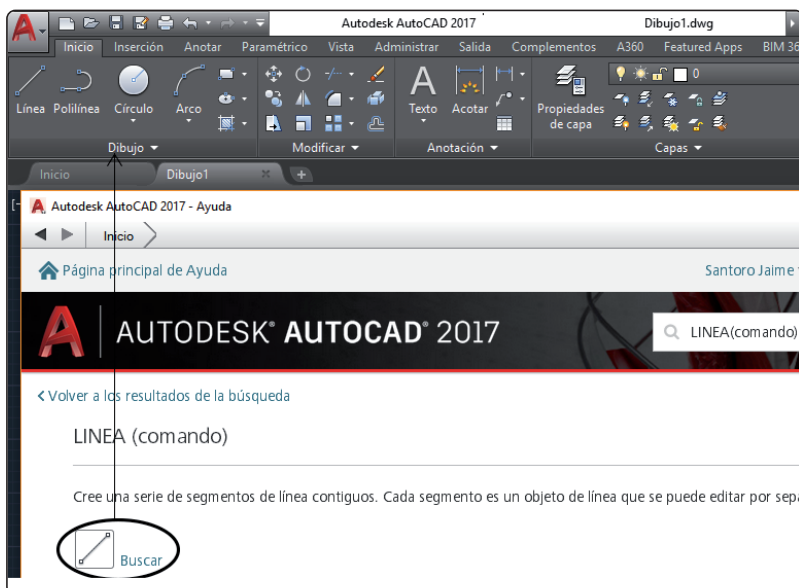 Autodesk AutoCAD 2017 Dibujo1.dwg
Inicio Inserción Anotar Paramétrico Vista Administrar Salida Complementos A360 Featured Apps BIM 36
0
Línea Polilínea Círculo Arco Texto Acotar Propiedades de capa
Dibujo Modificar Anotación Capas
Inicio Dibujo1
Autodesk AutoCAD 2017 - Ayuda
Inicio
Página principal de Ayuda Santoro Jaime
AUTODESK® AUTOCAD® 2017 LINEA(comando)
Volver a los resultados de la búsqueda
LINEA (comando)
Cree una serie de segmentos de línea contiguos. Cada segmento es un objeto de línea que se puede editar por sepa
Buscar